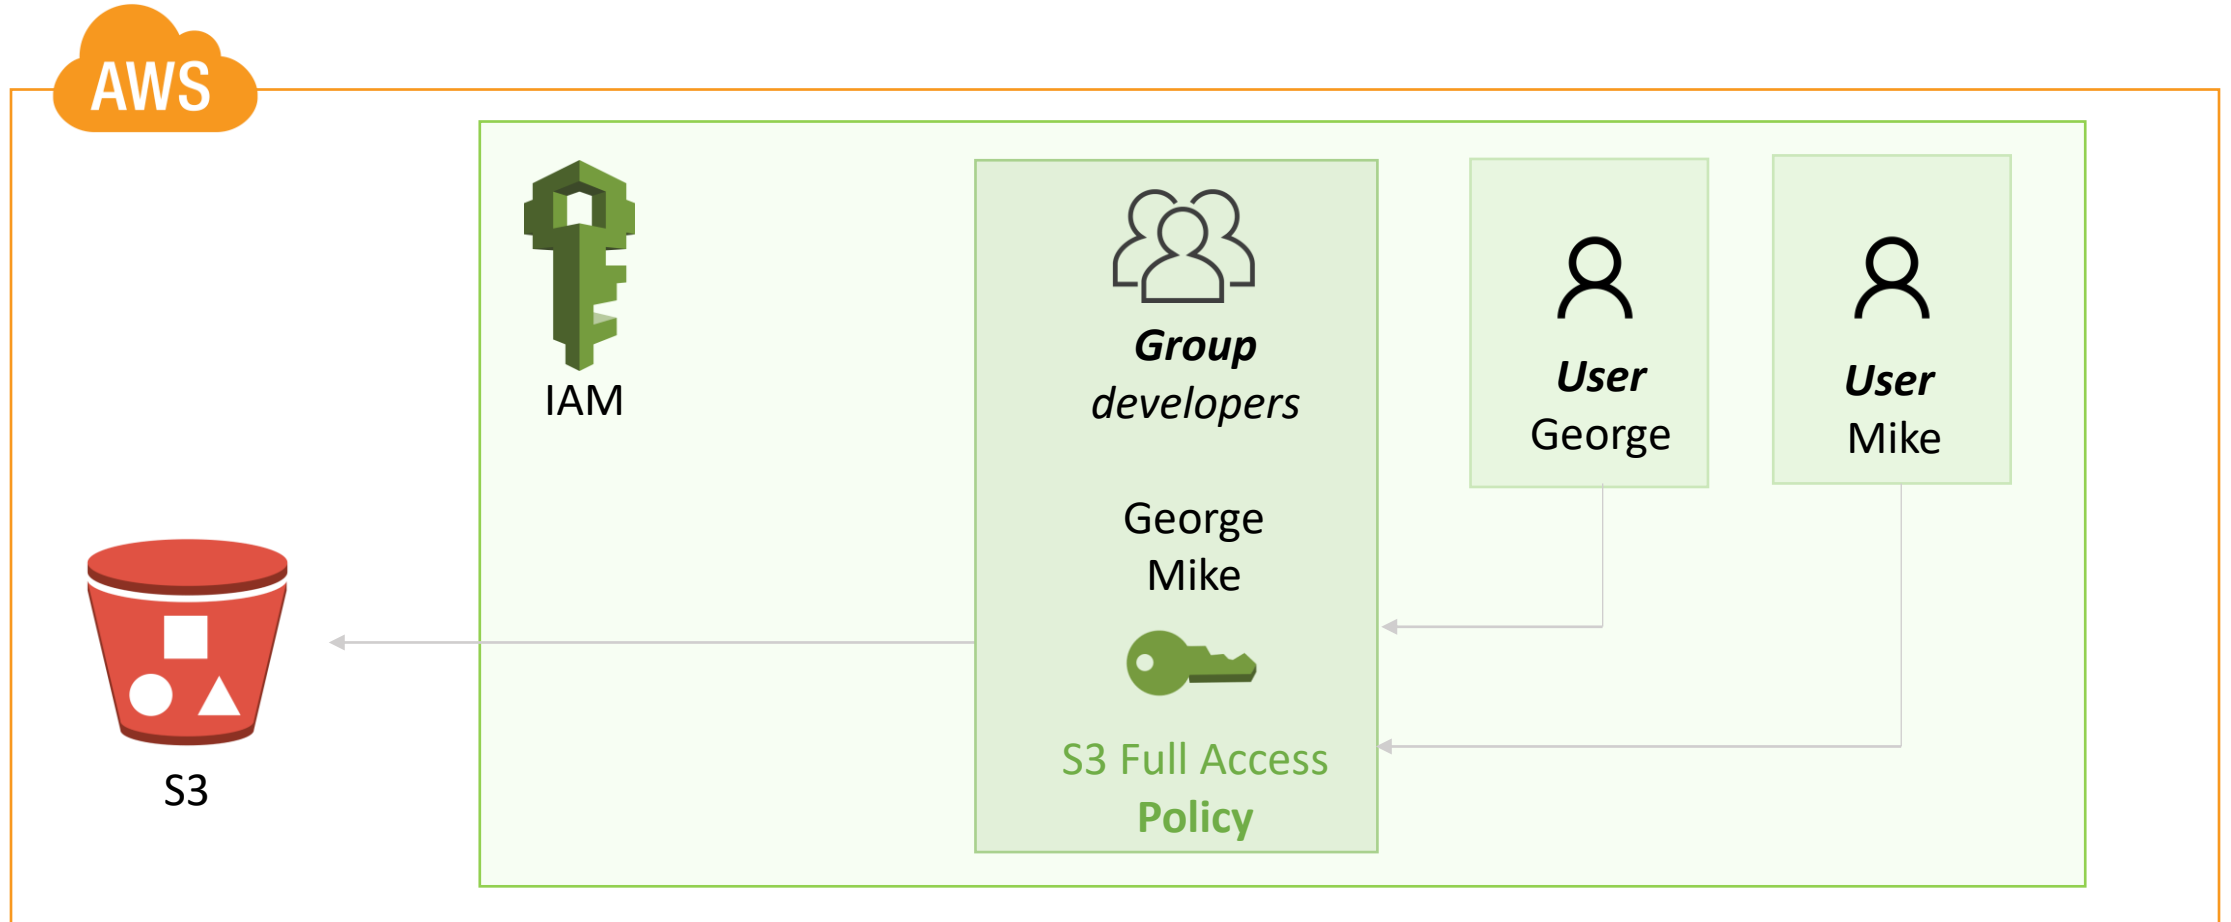 AWS
IAM
Group
developers
George
Mike
S3 Full Access
Policy
User
George
User
Mike
S3